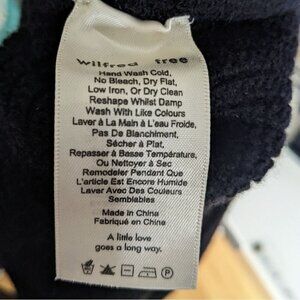 wilfred free
Hand Wash Cold,
No Bleach, Dry Flat,
Low Iron, Or Dry Clean
Reshape Whilst Damp
Wash With Like Colours
Laver à La Main à L'eau Froide,
Pas De Blanchiment,
Sécher à Plat,
Repasser à Basse Température,
Ou Nettoyer à Sec
Remodeler Pendant Que
L'article Est Encore Humide
Laver Avec Des Couleurs
Semblables
Made in China
Fabriqué en China
A little love
goes a long way.
P